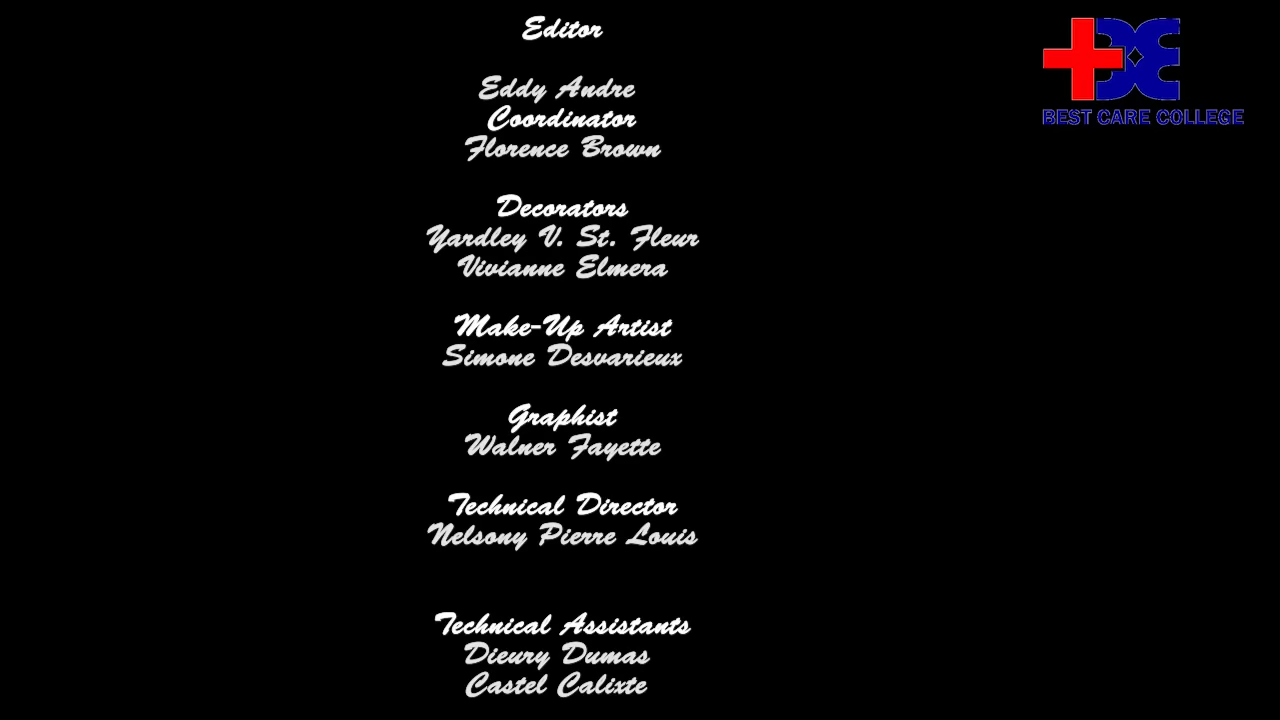 Editor
Eddy Andre
Coordinator
Florence Brown
Decorators
Yardley V. St. Fleur
Vivianne Elmera
Make-Up Artist
Simone Desvarieux
Graphist
Walner Fayette
Technical Director
Nelsony Pierre Louis
Technical Assistants
Dieury Dumas
Castel Calixte
BEST CARE COLLEGE